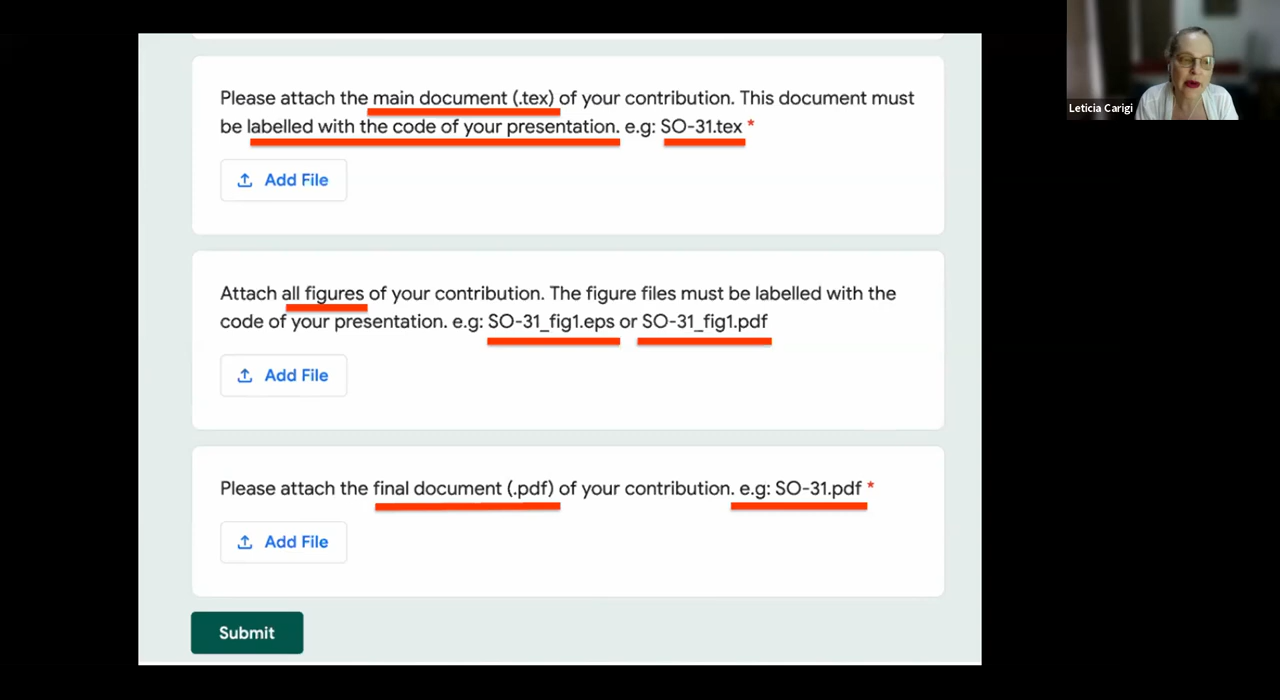 Please attach the main document (.tex) of your contribution. This document must
be labelled with the code of your presentation. e.g: SO-31.tex *
Add File
Attach all figures of your contribution. The figure files must be labelled with the
code of your presentation. e.g: SO-31_fig1.eps or SO-31_fig1.pdf
Add File
Please attach the final document (.pdf) of your contribution. e.g: SO-31.pdf *
Add File
Submit
Leticia Carigi